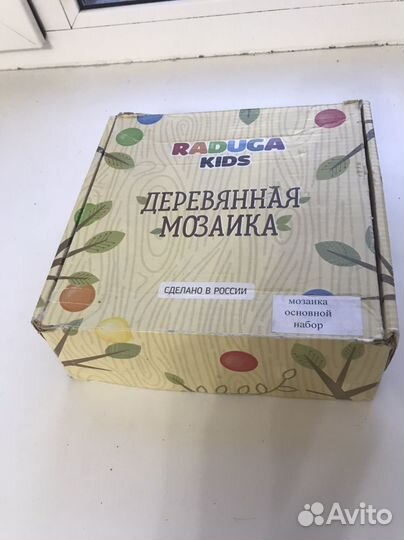 RADUGA
KIDS
ДЕРЕВЯННАЯ
МОЗАИКА
СДЕЛАНО В РОССИИ
мозаика
основной
набор
Avito